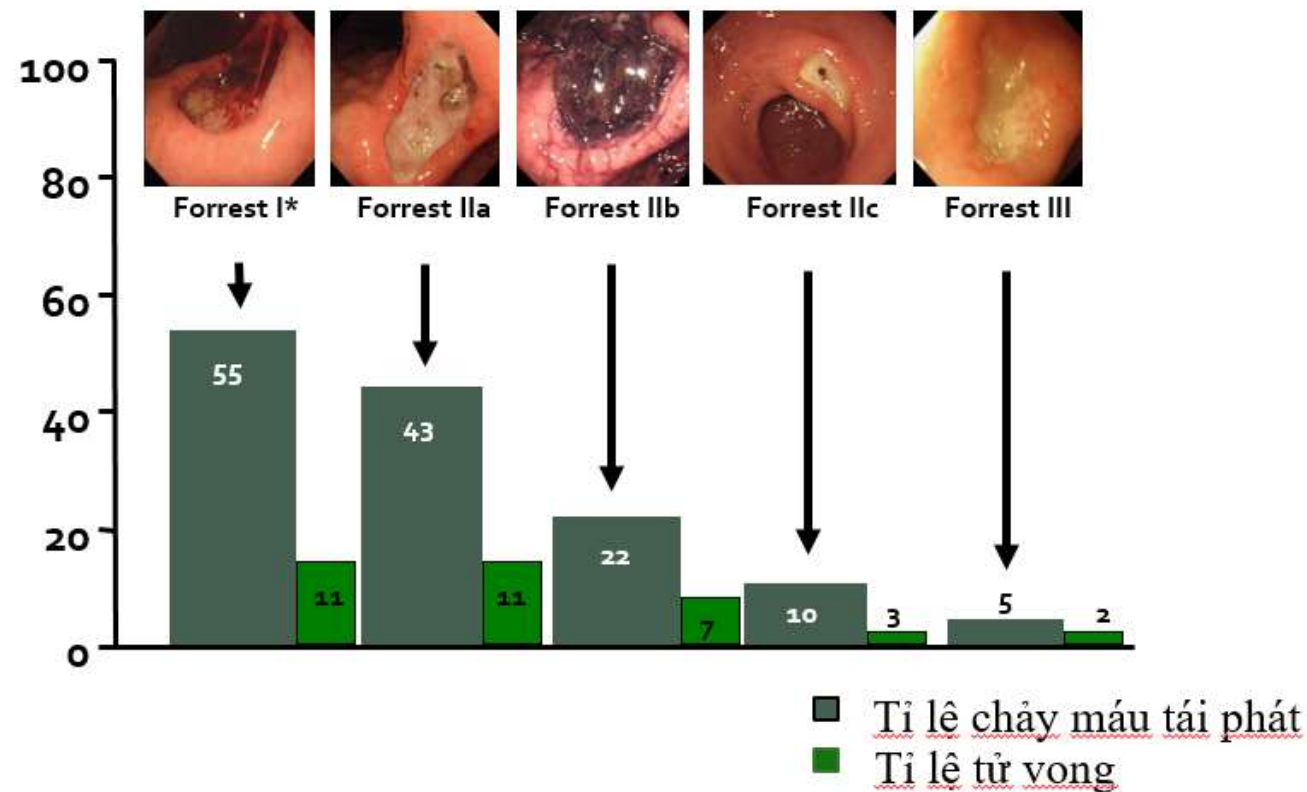 100
80
60
40
20
0
Forrest I*
Forrest IIa
Forrest IIb
Forrest IIc
Forrest III
55
11
43
11
22
7
10
3
5
2
Tỉ lệ chảy máu tái phát
Tỉ lệ tử vong